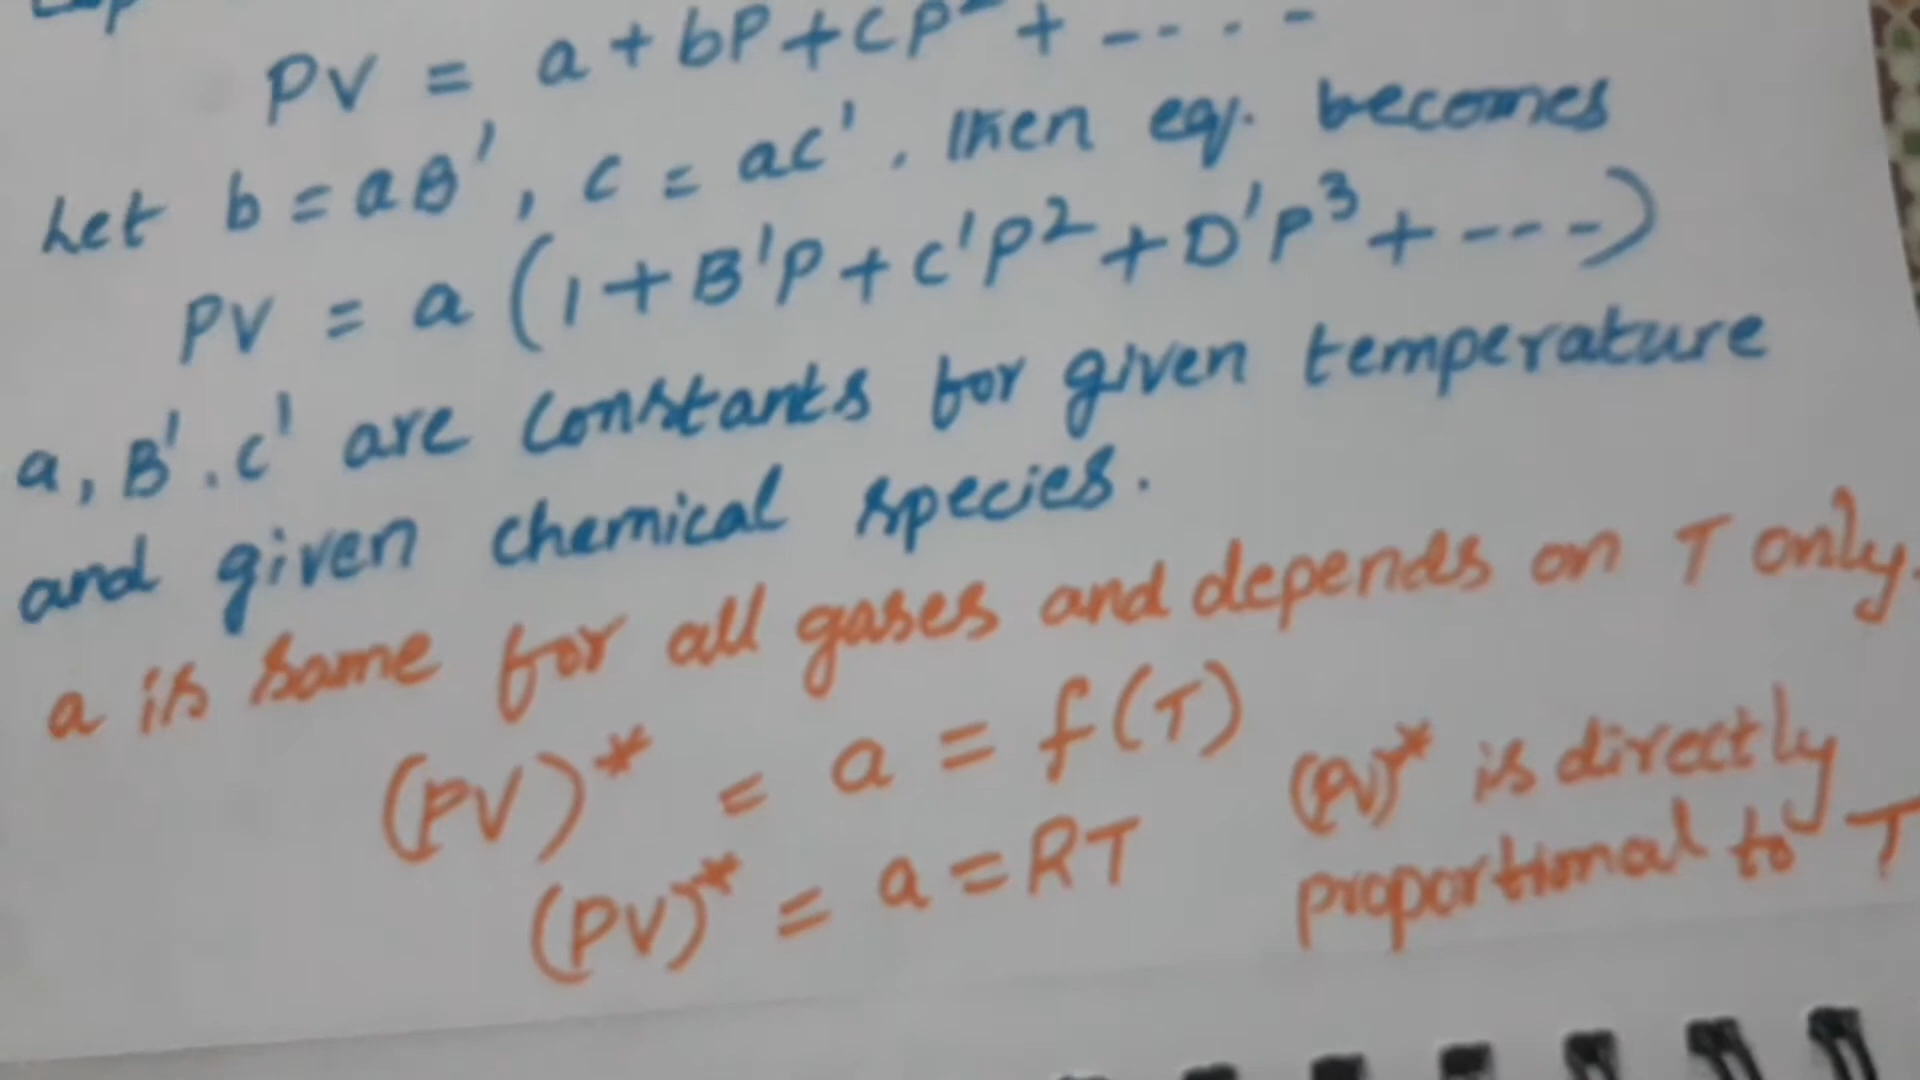 PV = a + bP + CP² + - - - -
Let b = aB', c = ac'. then eq. becomes
PV = a (1 + B'P + C'P² + D'P³ + - - - -)
a, B'. c' are constants for given temperature
and given chemical species.
a is same for all gases and depends on T only.
(PV)* = a = f(T)
(PV)* = a = RT
(PV)* is directly
proportional to T